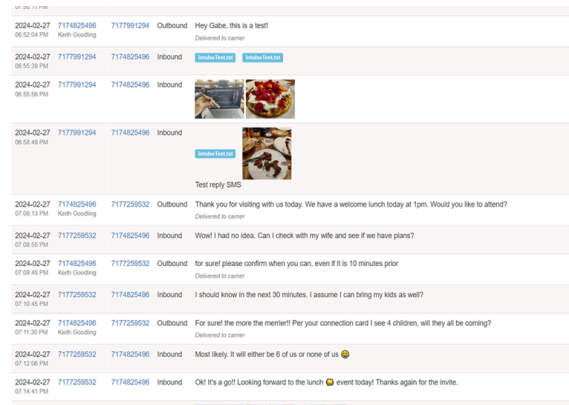 2024-02-27 7174825496 7177991294 Outbound Hey Gabe, this is a test!
06:52:04 PM Keith Goodling Delivered to carrier
2024-02-27 7177991294 7174825496 Inbound IntulseTest.txt IntulseTest.txt
06:55:39 PM
2024-02-27 7177991294 7174825496 Inbound
06:55:56 PM
2024-02-27 7177991294 7174825496 Inbound
06:58:49 PM
IntulseTest.txt
Test reply SMS
2024-02-27 7174825496 7177259532 Outbound Thank you for visiting with us today. We have a welcome lunch today at 1pm. Would you like to attend?
07:08:13 PM Keith Goodling Delivered to carrier
2024-02-27 7177259532 7174825496 Inbound Wow! I had no idea. Can I check with my wife and see if we have plans?
07:08:55 PM
2024-02-27 7174825496 7177259532 Outbound for sure! please confirm when you can, even if it is 10 minutes prior
07:09:45 PM Keith Goodling Delivered to carrier
2024-02-27 7177259532 7174825496 Inbound I should know in the next 30 minutes. I assume I can bring my kids as well?
07:10:45 PM
2024-02-27 7174825496 7177259532 Outbound For sure! the more the merrier!! Per your connection card I see 4 children, will they all be coming?
07:11:30 PM Keith Goodling Delivered to carrier
2024-02-27 7177259532 7174825496 Inbound Most likely. It will either be 6 of us or none of us 😂
07:12:06 PM
2024-02-27 7177259532 7174825496 Inbound Ok! It's a go!! Looking forward to the lunch 🍔 event today! Thanks again for the invite.
07:14:41 PM